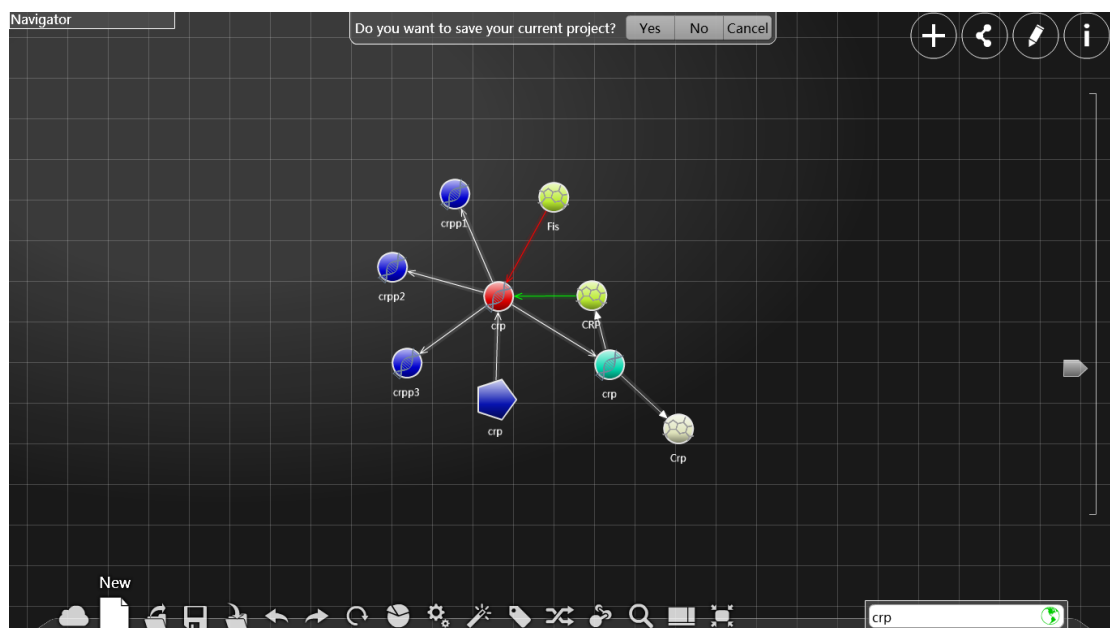 Navigator
Do you want to save your current project? Yes No Cancel
i
crpp1
Fis
crpp2
crp
CRP
crpp3
crp
crp
Crp
New
crp